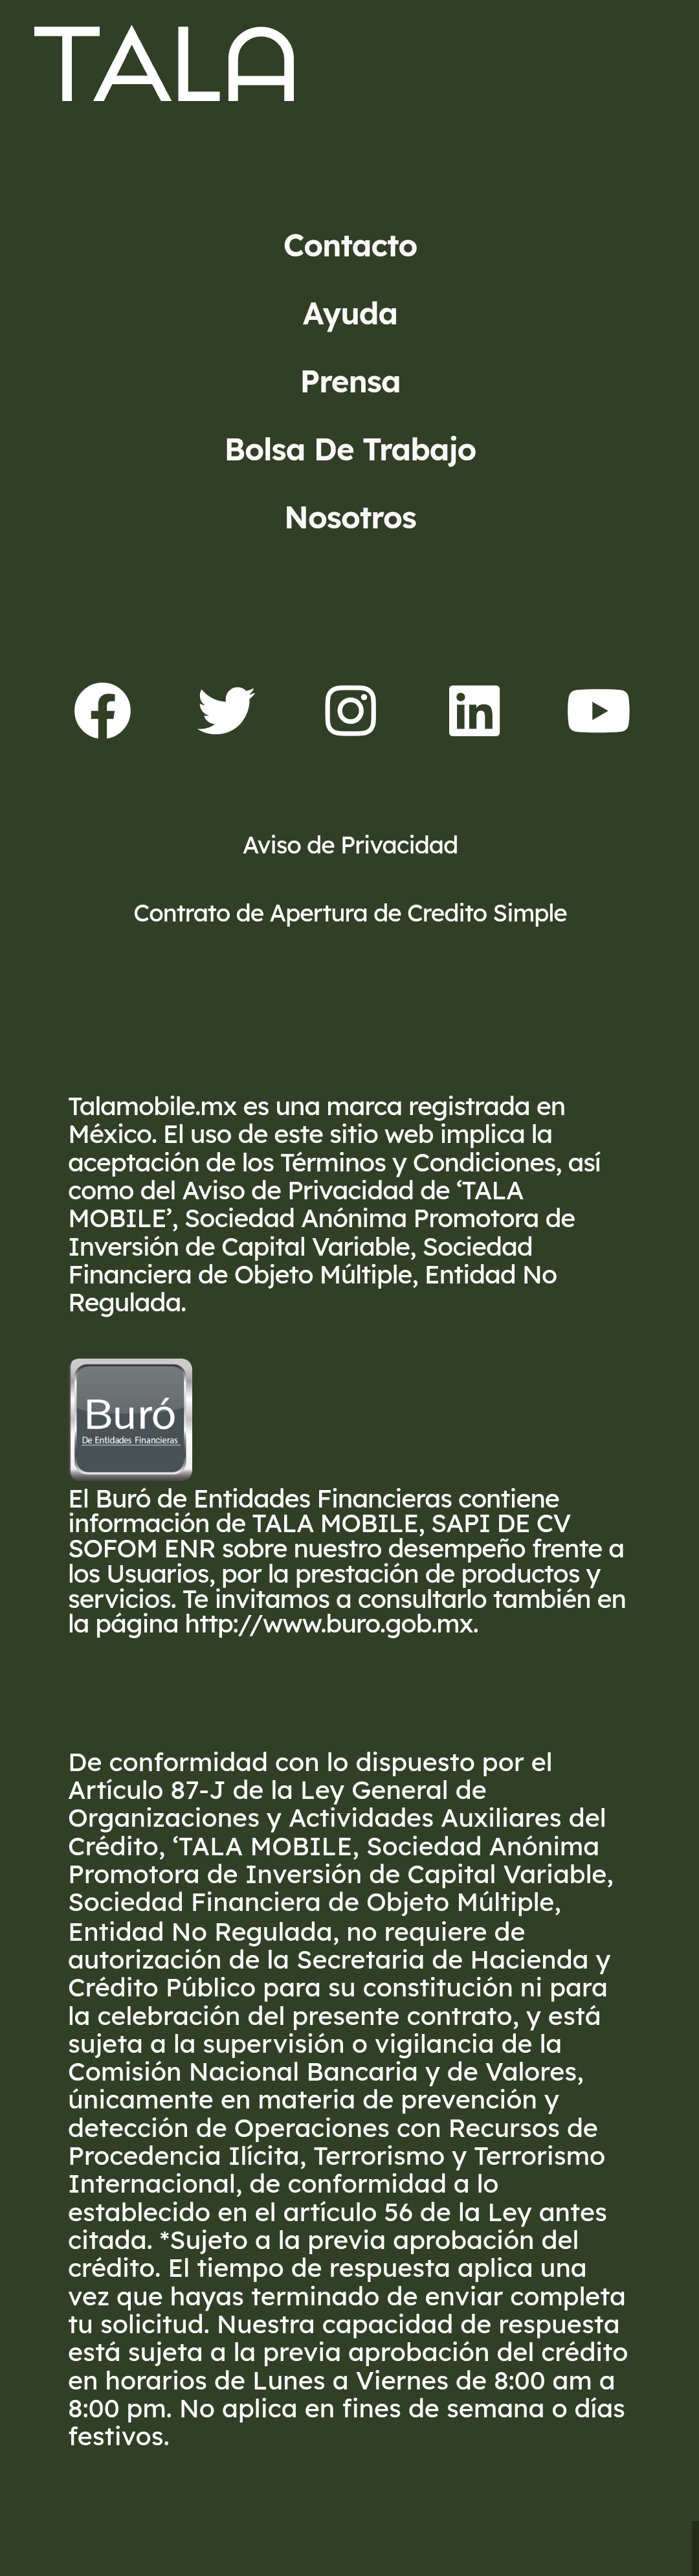 TALA
Contacto
Ayuda
Prensa
Bolsa De Trabajo
Nosotros
Aviso de Privacidad
Contrato de Apertura de Credito Simple
Talamobile.mx es una marca registrada en
México. El uso de este sitio web implica la
aceptación de los Términos y Condiciones, así
como del Aviso de Privacidad de ‘TALA
MOBILE’, Sociedad Anónima Promotora de
Inversión de Capital Variable, Sociedad
Financiera de Objeto Múltiple, Entidad No
Regulada.
Buró
De Entidades Financieras
El Buró de Entidades Financieras contiene
información de TALA MOBILE, SAPI DE CV
SOFOM ENR sobre nuestro desempeño frente a
los Usuarios, por la prestación de productos y
servicios. Te invitamos a consultarlo también en
la página http://www.buro.gob.mx.
De conformidad con lo dispuesto por el
Artículo 87-J de la Ley General de
Organizaciones y Actividades Auxiliares del
Crédito, ‘TALA MOBILE, Sociedad Anónima
Promotora de Inversión de Capital Variable,
Sociedad Financiera de Objeto Múltiple,
Entidad No Regulada, no requiere de
autorización de la Secretaria de Hacienda y
Crédito Público para su constitución ni para
la celebración del presente contrato, y está
sujeta a la supervisión o vigilancia de la
Comisión Nacional Bancaria y de Valores,
únicamente en materia de prevención y
detección de Operaciones con Recursos de
Procedencia Ilícita, Terrorismo y Terrorismo
Internacional, de conformidad a lo
establecido en el artículo 56 de la Ley antes
citada. *Sujeto a la previa aprobación del
crédito. El tiempo de respuesta aplica una
vez que hayas terminado de enviar completa
tu solicitud. Nuestra capacidad de respuesta
está sujeta a la previa aprobación del crédito
en horarios de Lunes a Viernes de 8:00 am a
8:00 pm. No aplica en fines de semana o días
festivos.